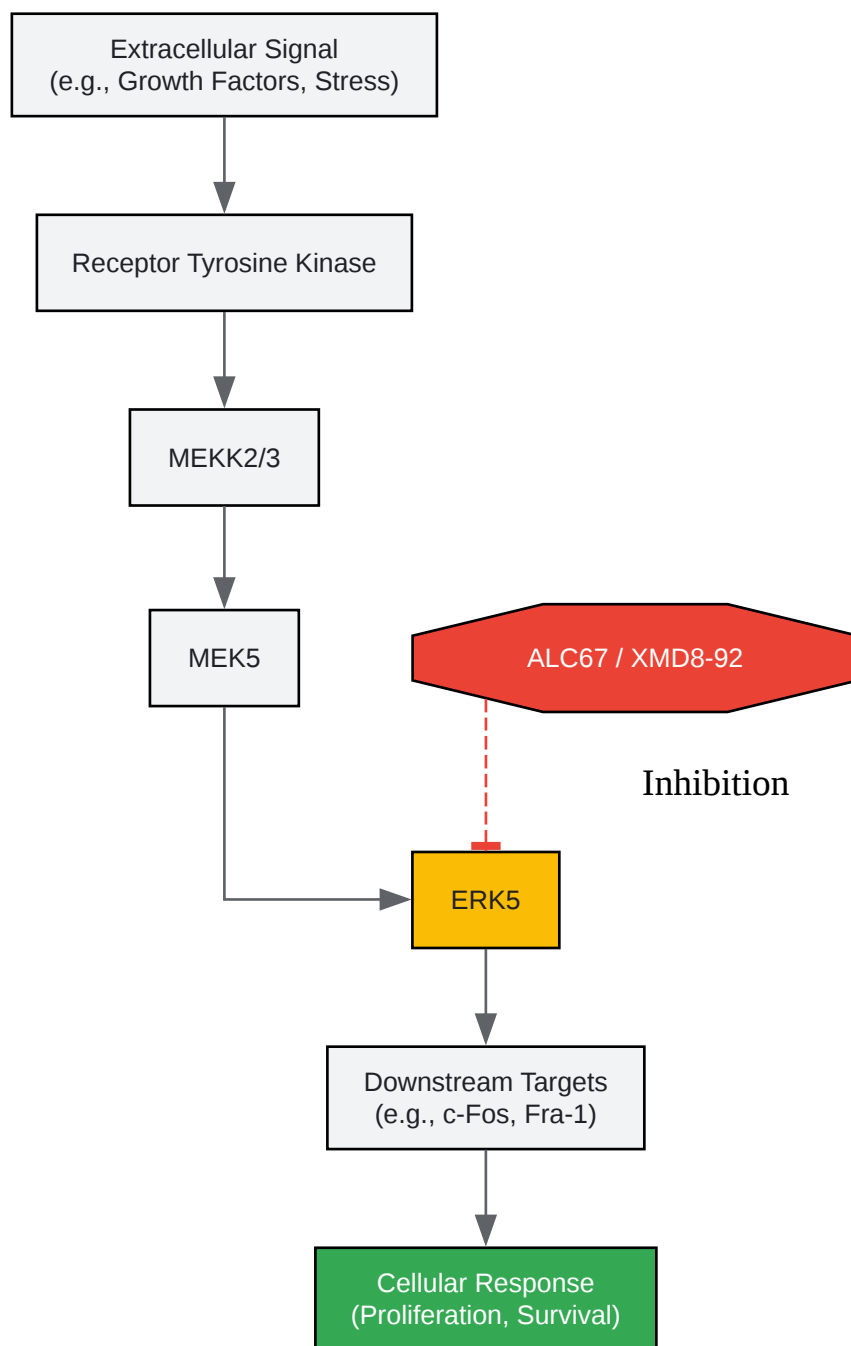 Extracellular Signal
(e.g., Growth Factors, Stress)
Receptor Tyrosine Kinase
MEKK2/3
MEK5
ALC67 / XMD8-92
Inhibition
ERK5
Downstream Targets
(e.g., c-Fos, Fra-1)
Cellular Response
(Proliferation, Survival)